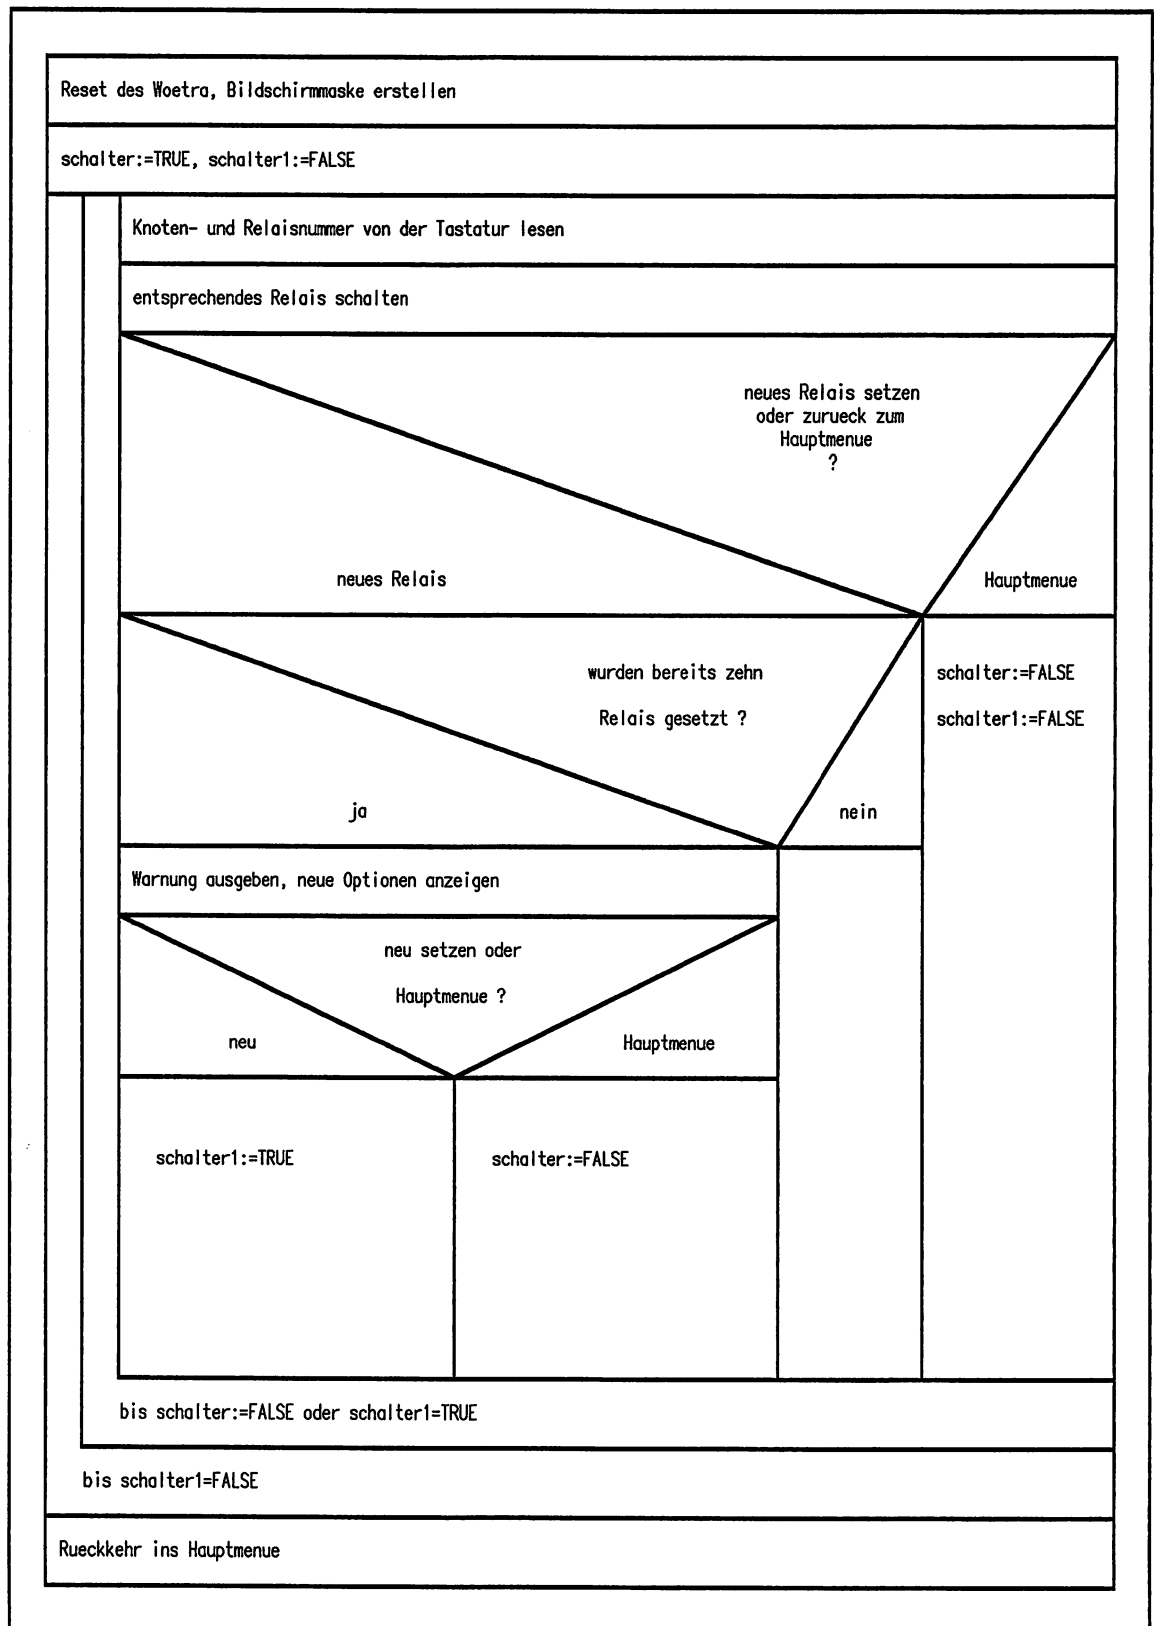 Reset des Woetra, Bildschirmmaske erstellen
schalter:=TRUE, schalter1:=FALSE
Knoten- und Relaisnummer von der Tastatur lesen
entsprechendes Relais schalten
neues Relais setzen
oder zurueck zum
Hauptmenue
?
neues Relais
Hauptmenue
wurden bereits zehn
Relais gesetzt ?
schalter:=FALSE
schalter1:=FALSE
ja
nein
Warnung ausgeben, neue Optionen anzeigen
neu setzen oder
Hauptmenue ?
neu
Hauptmenue
schalter1:=TRUE
schalter:=FALSE
bis schalter:=FALSE oder schalter1=TRUE
bis schalter1=FALSE
Rueckkehr ins Hauptmenue